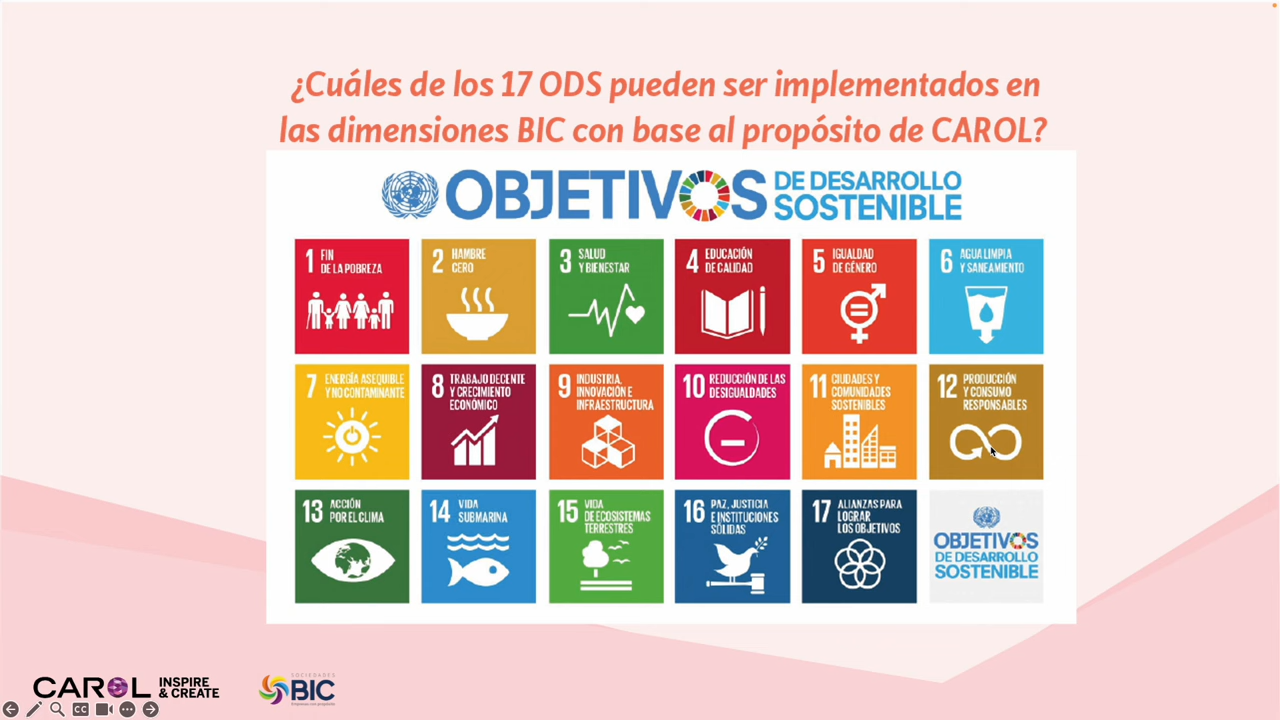 ¿Cuáles de los 17 ODS pueden ser implementados en
las dimensiones BIC con base al propósito de CAROL?
OBJETIVOS
DE DESARROLLO
SOSTENIBLE
1 FIN
DE LA POBREZA
2 HAMBRE
CERO
3 SALUD
Y BIENESTAR
4 EDUCACIÓN
DE CALIDAD
5 IGUALDAD
DE GÉNERO
6 AGUA LIMPIA
Y SANEAMIENTO
7 ENERGÍA ASEQUIBLE
Y NO CONTAMINANTE
8 TRABAJO DECENTE
Y CRECIMIENTO
ECONÓMICO
9 INDUSTRIA,
INNOVACIÓN E
INFRAESTRUCTURA
10 REDUCCIÓN DE LAS
DESIGUALDADES
11 CIUDADES Y
COMUNIDADES
SOSTENIBLES
12 PRODUCCIÓN
Y CONSUMO
RESPONSABLES
13 ACCIÓN
POR EL CLIMA
14 VIDA
SUBMARINA
15 VIDA
DE ECOSISTEMAS
TERRESTRES
16 PAZ, JUSTICIA
E INSTITUCIONES
SÓLIDAS
17 ALIANZAS PARA
LOGRAR
LOS OBJETIVOS
OBJETIVOS
DE DESARROLLO
SOSTENIBLE
CAROL INSPIRE
& CREATE
SOCIEDADES
BIC
Empresas con propósito
CC